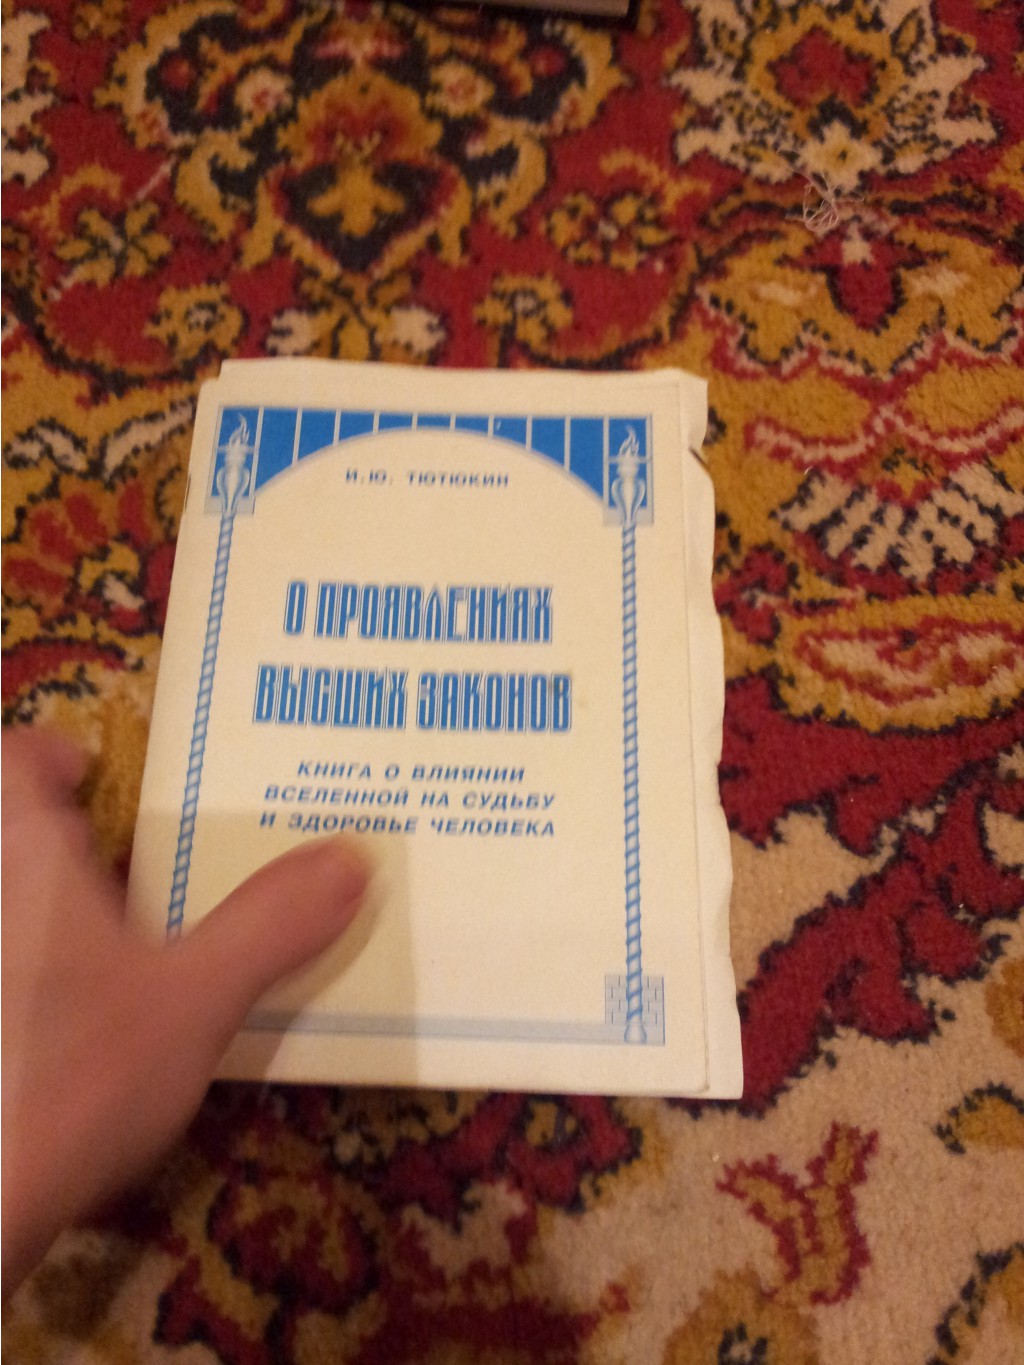 И.Ю. ТЮТЮКИН
О ПРОЯВЛЕНИЯХ
ВЫСШИХ ЗАКОНОВ
КНИГА О ВЛИЯНИИ
ВСЕЛЕННОЙ НА СУДЬБУ
И ЗДОРОВЬЕ ЧЕЛОВЕКА